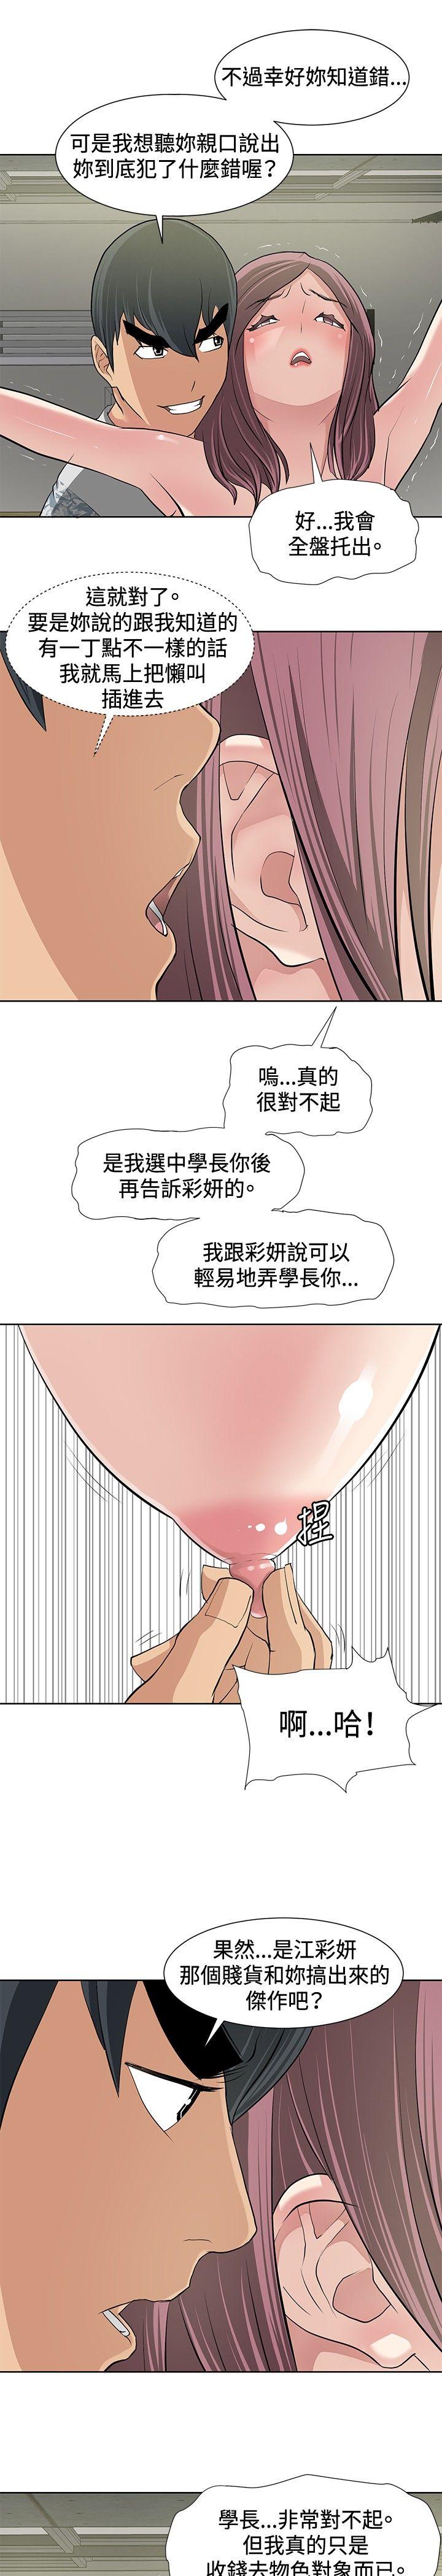 不過幸好妳知道錯...
可是我想聽妳親口說出
妳到底犯了什麼錯喔？
好...我會
全盤托出。
這就對了。
要是妳說的跟我知道的
有一丁點不一樣的話
我就馬上把懶叫
插進去
嗚...真的
很對不起
是我選中學長你後
再告訴彩妍的。
我跟彩妍說可以
輕易地弄學長你...
捏
啊...哈！
果然...是江彩妍
那個賤貨和妳搞出來的
傑作吧？
學長...非常對不起。
但我真的只是
收錢去物色對象而已。